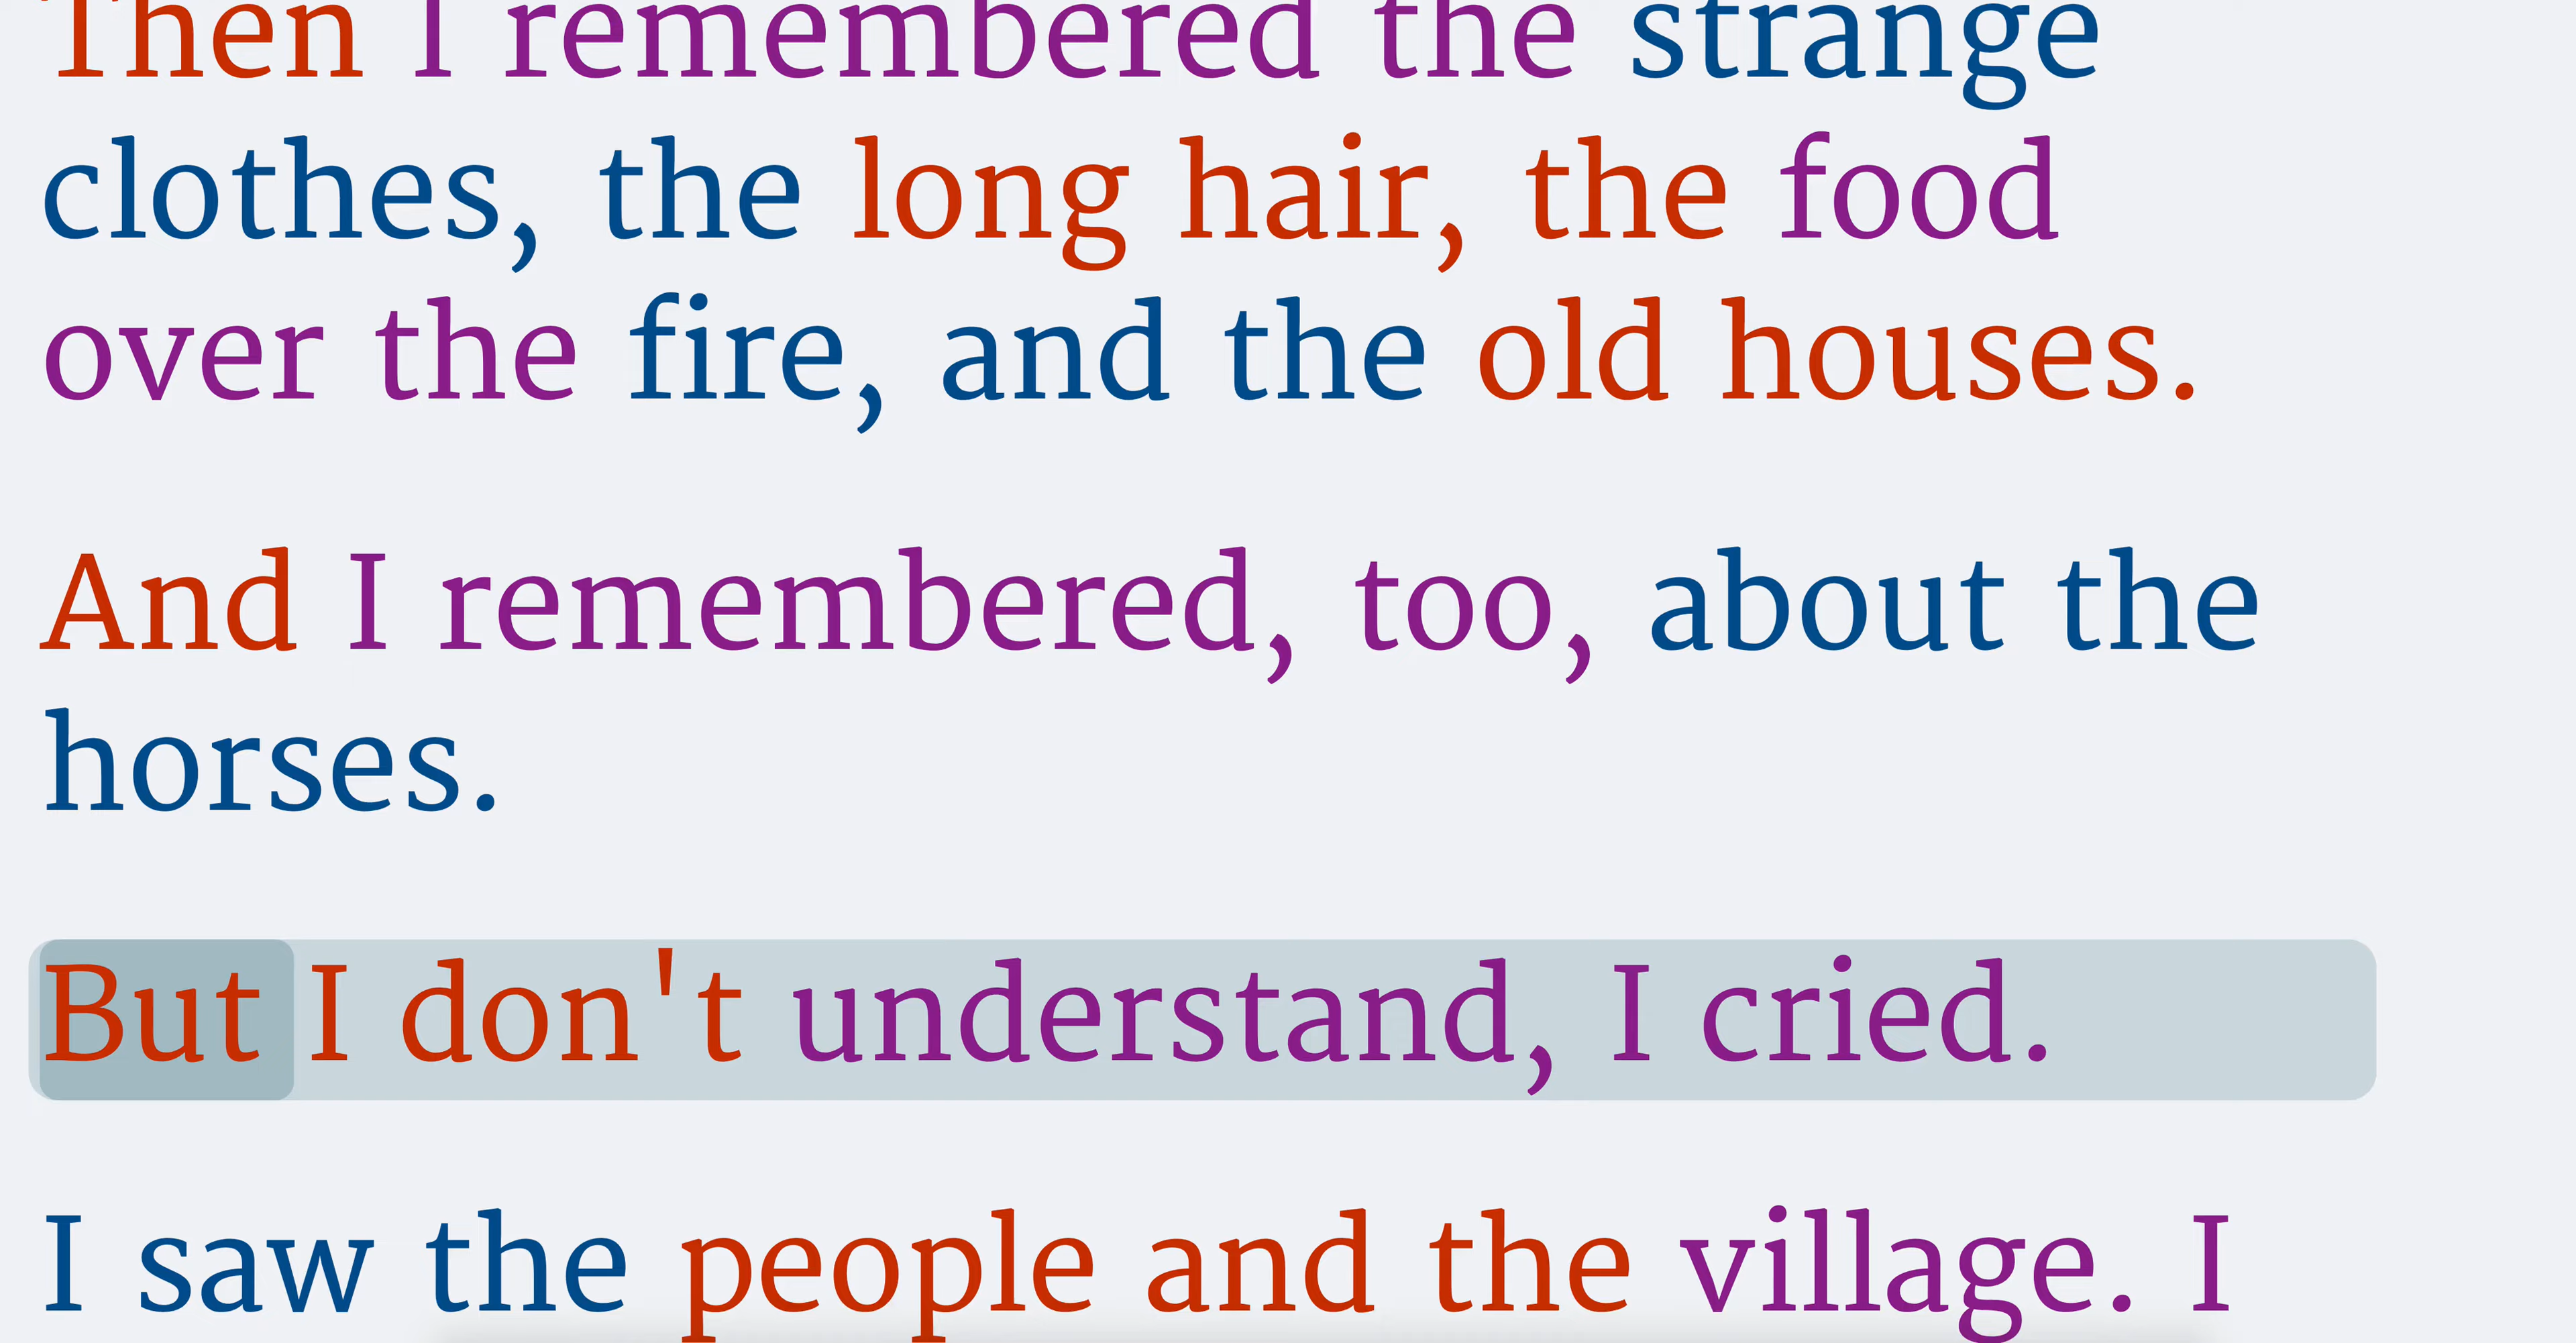 Then I remembered the strange
clothes, the long hair, the food
over the fire, and the old houses.
And I remembered, too, about the
horses.
But I don't understand, I cried.
I saw the people and the village. I